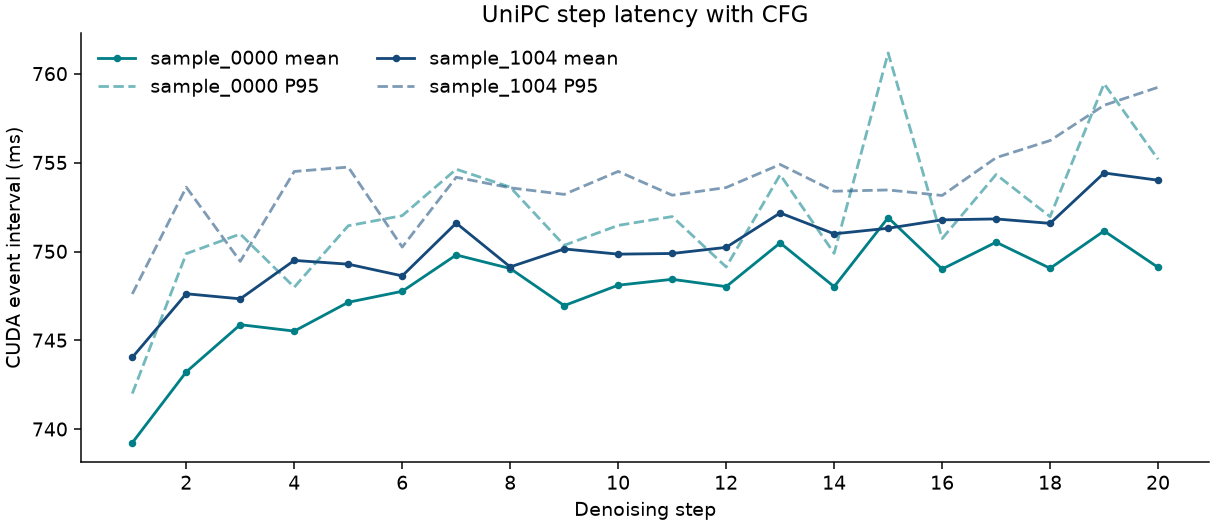 UniPC step latency with CFG
sample_0000 mean
sample_0000 P95
sample_1004 mean
sample_1004 P95
CUDA event interval (ms)
760
755
750
745
740
2 4 6 8 10 12 14 16 18 20
Denoising step